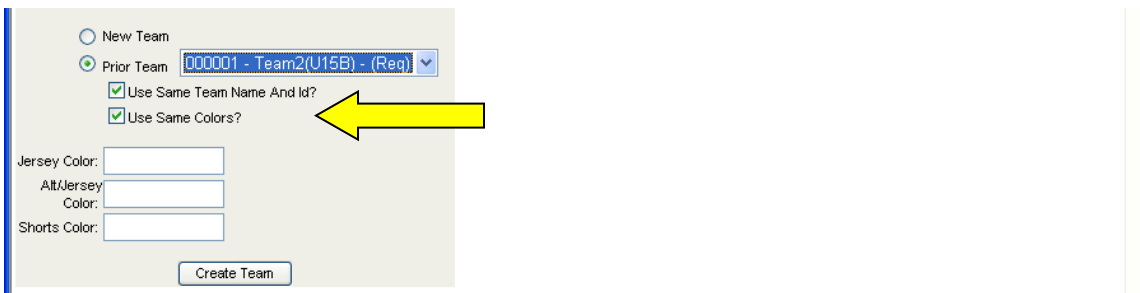 New Team
Prior Team 000001 - Team2(U15B) - (Req)
Use Same Team Name And Id?
Use Same Colors?
Jersey Color:
Alt/Jersey
Color:
Shorts Color:
Create Team